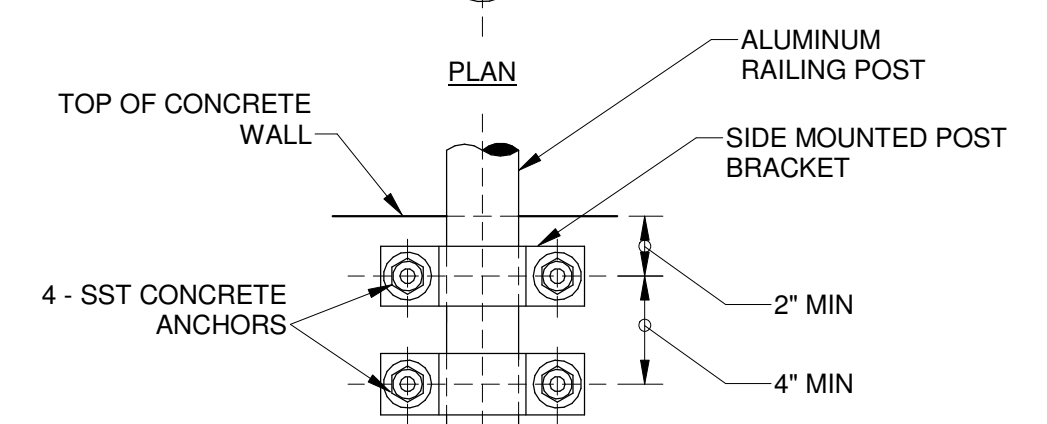 PLAN
ALUMINUM
RAILING POST
TOP OF CONCRETE
WALL
SIDE MOUNTED POST
BRACKET
4 - SST CONCRETE
ANCHORS
2" MIN
4" MIN